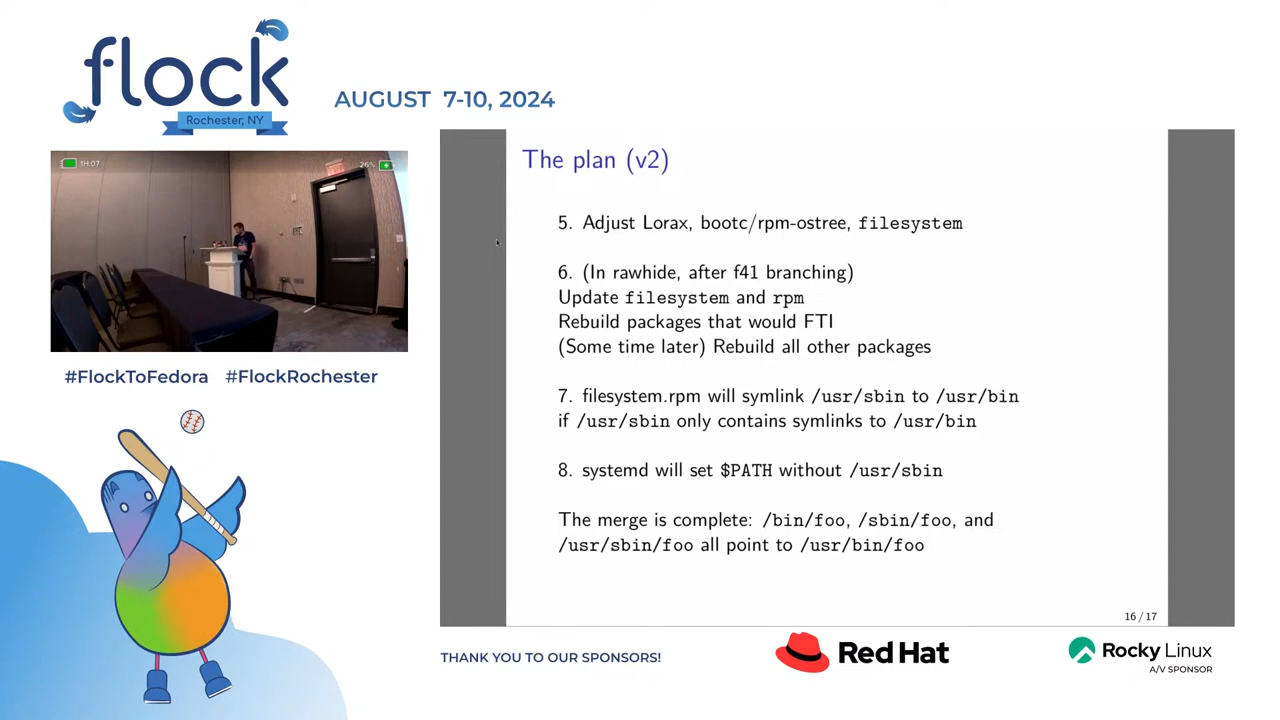 flock
Rochester, NY
AUGUST 7-10, 2024
1H:07
26%
#FlockToFedora #FlockRochester
The plan (v2)
5. Adjust Lorax, bootc/rpm-ostree, filesystem
6. (In rawhide, after f41 branching)
Update filesystem and rpm
Rebuild packages that would FTI
(Some time later) Rebuild all other packages
7. filesystem.rpm will symlink /usr/sbin to /usr/bin
if /usr/sbin only contains symlinks to /usr/bin
8. systemd will set $PATH without /usr/sbin
The merge is complete: /bin/foo, /sbin/foo, and
/usr/sbin/foo all point to /usr/bin/foo
16 / 17
THANK YOU TO OUR SPONSORS!
Red Hat
Rocky Linux
A/V SPONSOR